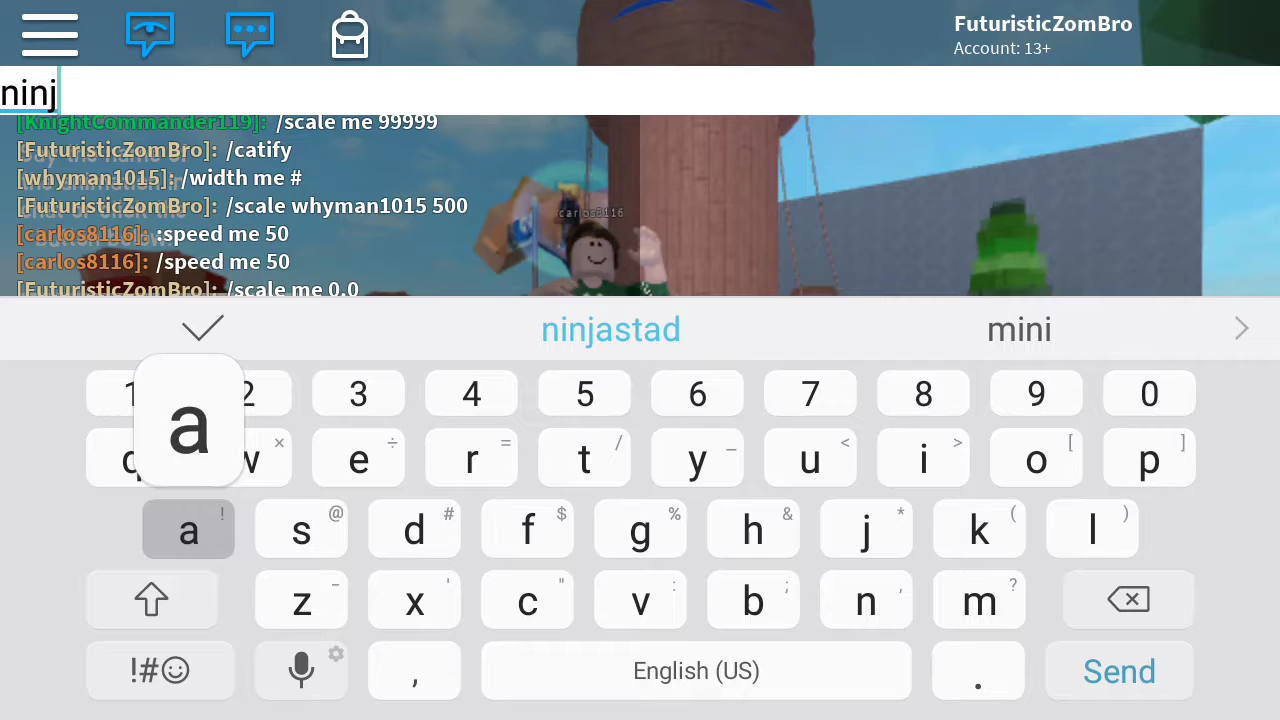 FuturisticZomBro
Account: 13+
ninj
[KnightCommander119]: /scale me 99999
[FuturisticZomBro]: /catify
[whyman1015]: /width me #
[FuturisticZomBro]: /scale whyman1015 500
[carlos8116]: :speed me 50
[carlos8116]: /speed me 50
[FuturisticZomBro]: /scale me 0,0
carlos8116
ninjastad mini
1 2 3 4 5 6 7 8 9 0
a
q w × e ÷ r = t / y _ u < i > o [ p ]
a ! s @ d # f $ g % h & j * k ( l )
z - x ' c " v : b ; n , m ?
!#☺ , English (US) . Send